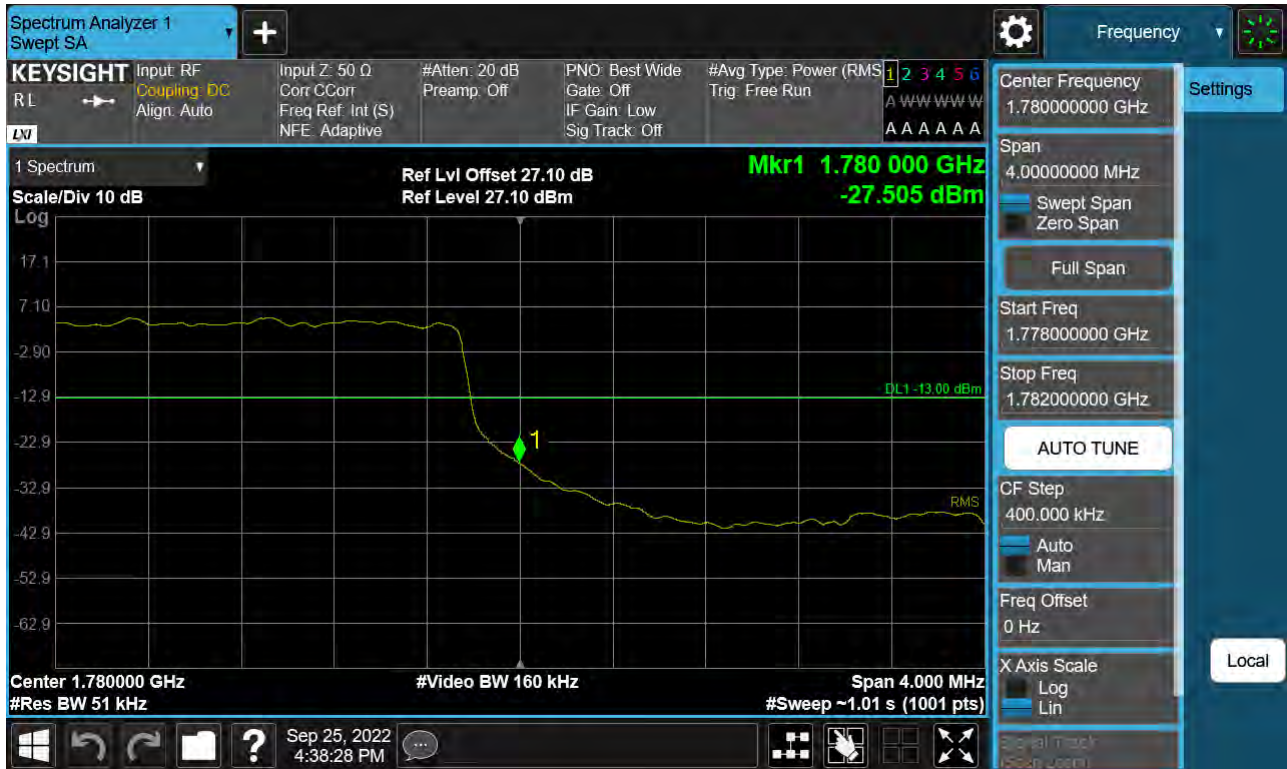 Spectrum Analyzer 1
Swept SA
Frequency
KEYSIGHT
RL
LXI
Input: RF
Coupling: DC
Align: Auto
Input Z: 50 Ω
Corr CCorr
Freq Ref: Int (S)
NFE: Adaptive
#Atten: 20 dB
Preamp: Off
PNO: Best Wide
Gate: Off
IF Gain: Low
Sig Track: Off
#Avg Type: Power (RMS
Trig: Free Run
1 2 3 4 5 6
A W W W W W
A A A A A A
1 Spectrum
Scale/Div 10 dB
Log
Ref Lvl Offset 27.10 dB
Ref Level 27.10 dBm
Mkr1 1.780 000 GHz
-27.505 dBm
17.1
7.10
-2.90
-12.9
-22.9
-32.9
-42.9
-52.9
-62.9
DL1 -13.00 dBm
1
RMS
Center 1.780000 GHz
#Res BW 51 kHz
#Video BW 160 kHz
Span 4.000 MHz
#Sweep ~1.01 s (1001 pts)
Center Frequency
1.780000000 GHz
Settings
Span
4.00000000 MHz
Swept Span
Zero Span
Full Span
Start Freq
1.778000000 GHz
Stop Freq
1.782000000 GHz
AUTO TUNE
CF Step
400.000 kHz
Auto
Man
Freq Offset
0 Hz
X Axis Scale
Log
Lin
Local
Signal Track
(Span Zoom)
?
Sep 25, 2022
4:38:28 PM